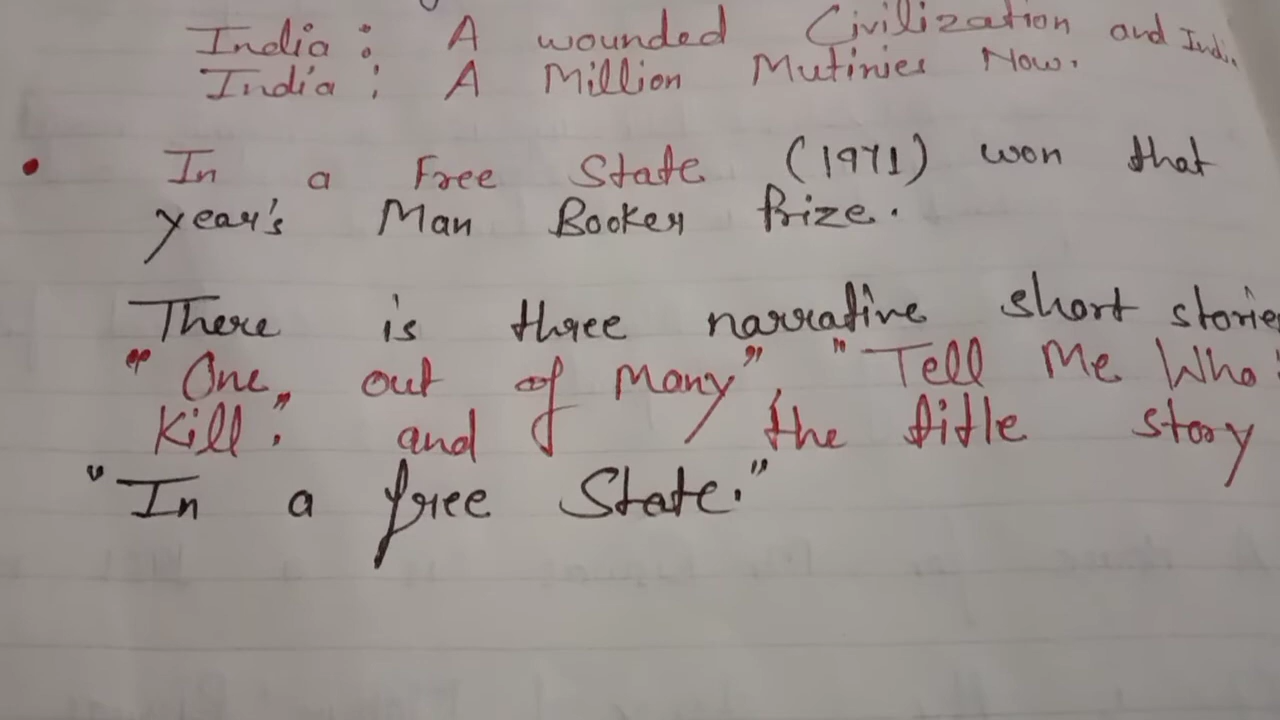 India : A wounded Civilization and Indi
India : A Million Mutinies Now.
• In a Free State (1971) won that
year's Man Booker Prize.
There is three narrative short storie
"One out of Many", "Tell Me Who
Kill", and the title story
"In a free State."